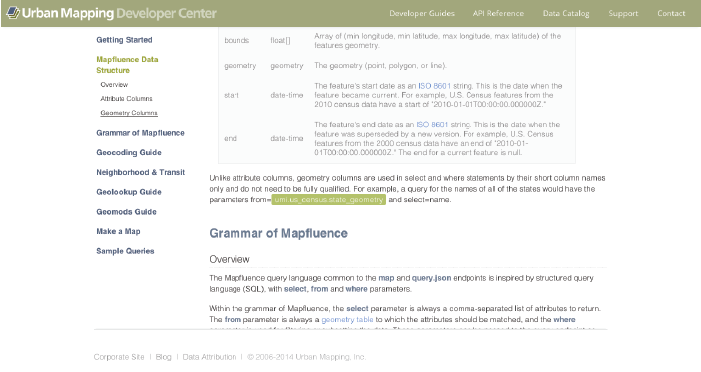 Urban Mapping Developer Center
Developer Guides API Reference Data Catalog Support Contact
Getting Started
Mapfluence Data
Structure
Overview
Attribute Columns
Geometry Columns
Grammar of Mapfluence
Geocoding Guide
Neighborhood & Transit
Geolookup Guide
Geomods Guide
Make a Map
Sample Queries
bounds float[] Array of (min longitude, min latitude, max longitude, max latitude) of the
features geometry.
geometry geometry The geometry (point, polygon, or line).
start date-time The feature's start date as an ISO 8601 string. This is the date when the
feature became current. For example, U.S. Census features from the
2010 census data have a start of "2010-01-01T00:00:00.000000Z."
end date-time The feature's end date as an ISO 8601 string. This is the date when the
feature was superseded by a new version. For example, U.S. Census
features from the 2000 census data have an end of "2010-01-
01T00:00:00.000000Z." The end for a current feature is null.
Unlike attribute columns, geometry columns are used in select and where statements by their short column names
only and do not need to be fully qualified. For example, a query for the names of all of the states would have the
parameters from= umi.us_census.state_geometry and select=name.
Grammar of Mapfluence
Overview
The Mapfluence query language common to the map and query.json endpoints is inspired by structured query
language (SQL), with select, from and where parameters.
Within the grammar of Mapfluence, the select parameter is always a comma-separated list of attributes to return.
The from parameter is always a geometry table to which the attributes should be matched, and the where
Corporate Site | Blog | Data Attribution | © 2006-2014 Urban Mapping, Inc.